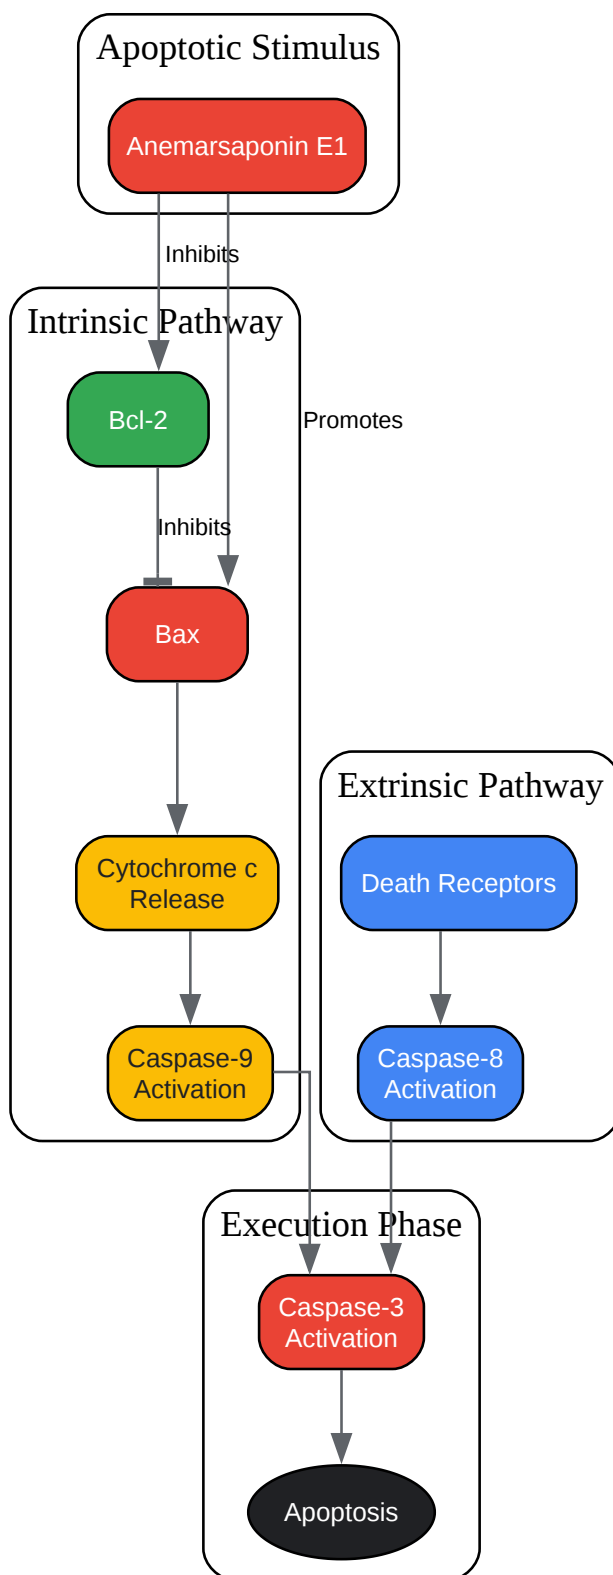 Apoptotic Stimulus
Anemarsaponin E1
Inhibits
Intrinsic Pathway
Bcl-2
Promotes
Inhibits
Bax
Extrinsic Pathway
Cytochrome c
Release
Death Receptors
Caspase-9
Activation
Caspase-8
Activation
Execution Phase
Caspase-3
Activation
Apoptosis